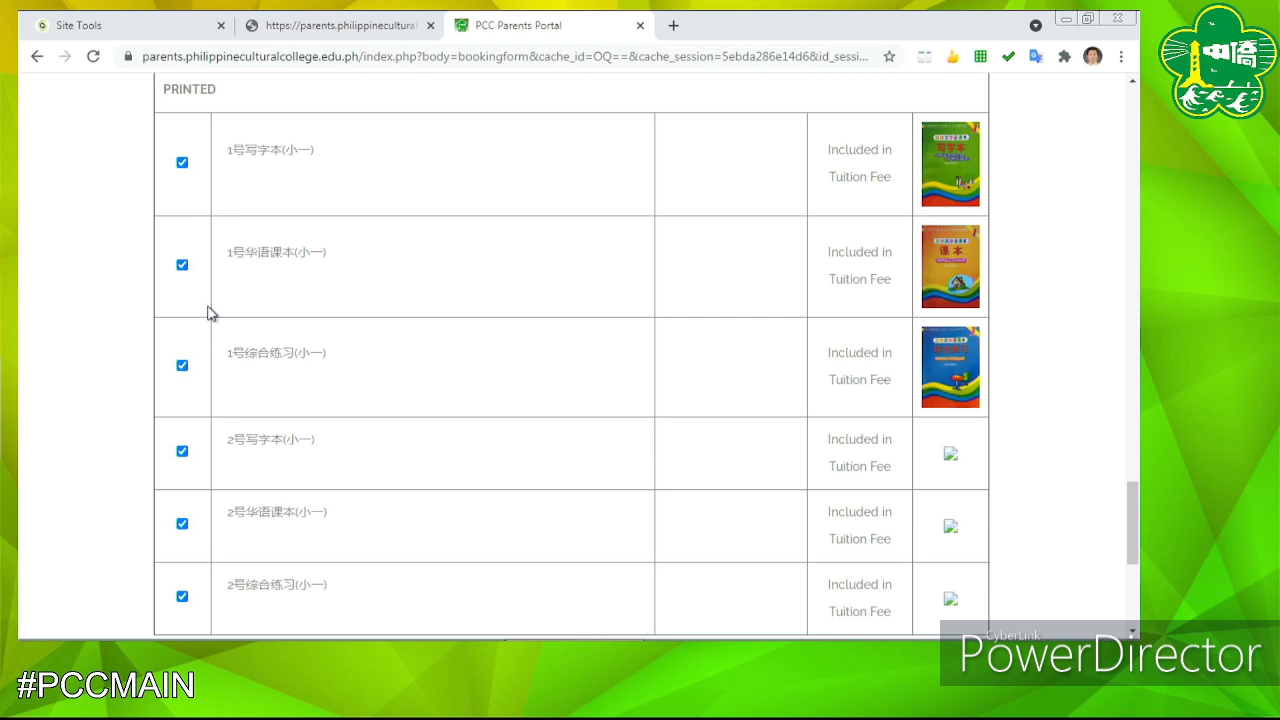 Site Tools
https://parents.philippinecultural
PCC Parents Portal
parents.philippineculturalcollege.edu.ph/index.php?body=bookingform&cache_id=OQ==&cache_session=5ebda286e14d6&id_sessi...
中僑
PRINTED
1号写字本(小一)
Included in
Tuition Fee
写字本
1号华语课本(小一)
Included in
Tuition Fee
课本
1号综合练习(小一)
Included in
Tuition Fee
2号写字本(小一)
Included in
Tuition Fee
2号华语课本(小一)
Included in
Tuition Fee
2号综合练习(小一)
Included in
Tuition Fee
CyberLink
PowerDirector
#PCCMAIN